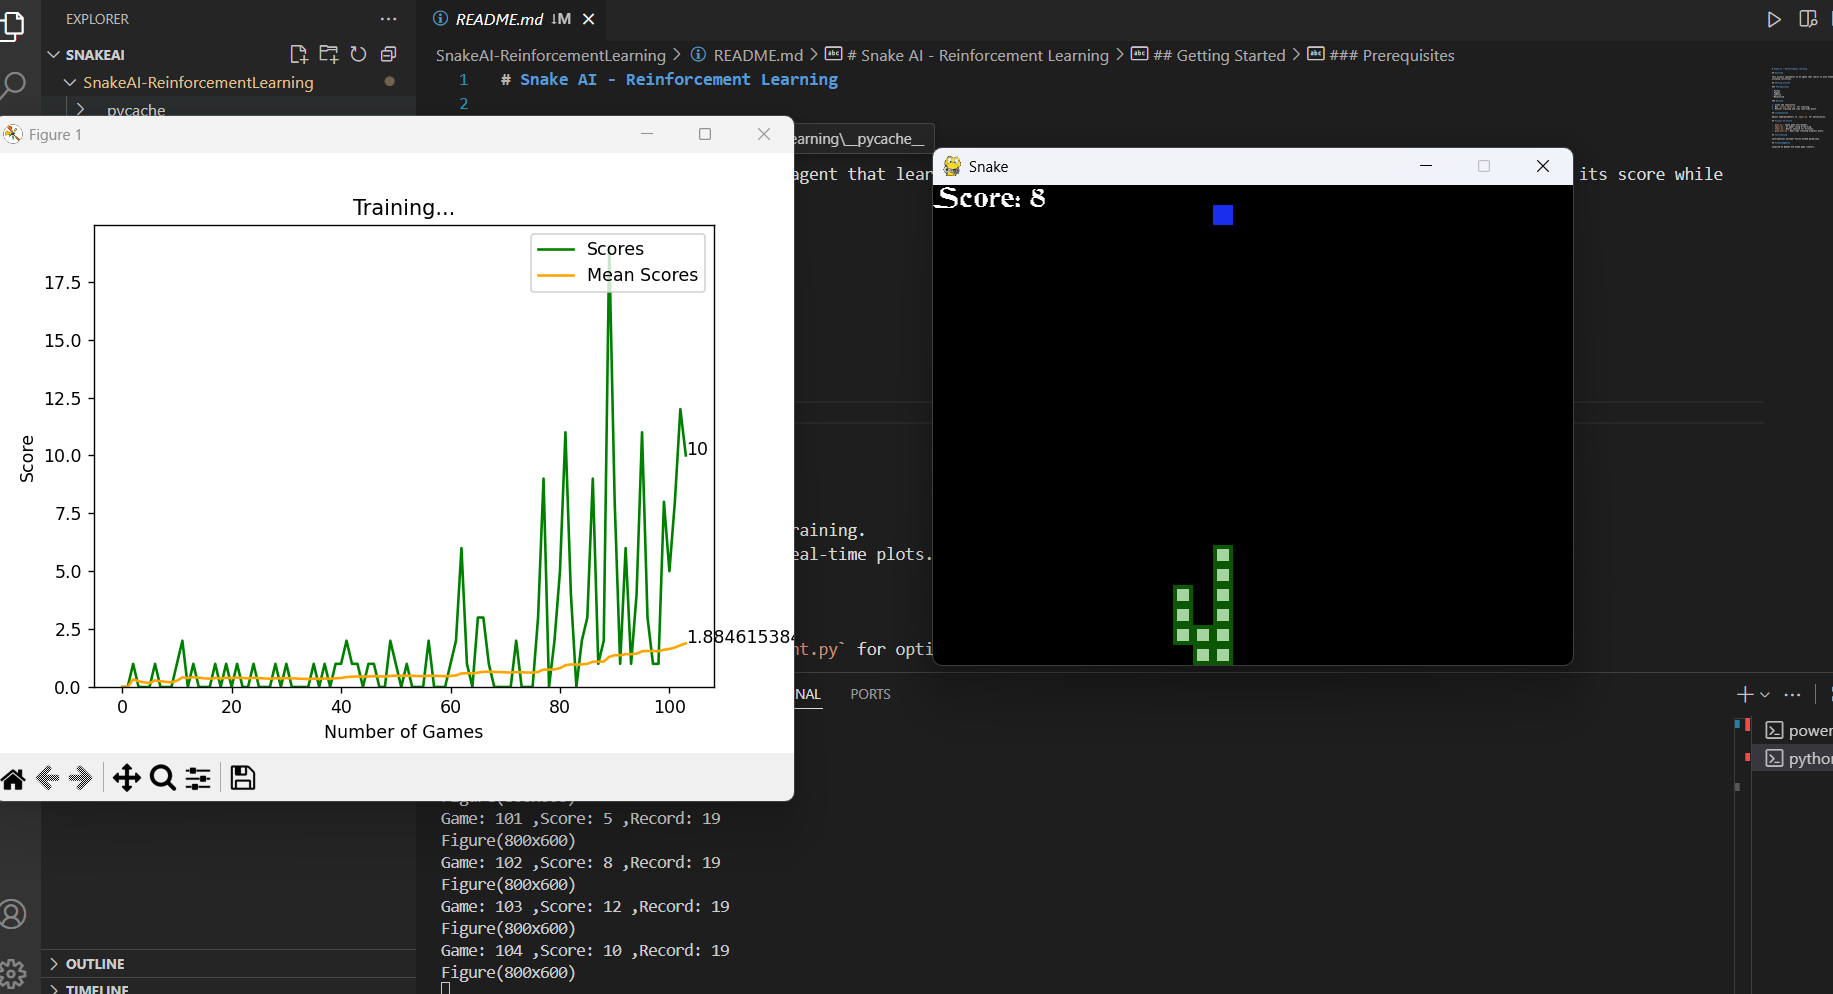 EXPLORER
SNAKEAI
SnakeAI-ReinforcementLearning
pycache
README.md ↓M
SnakeAI-ReinforcementLearning > README.md > # Snake AI - Reinforcement Learning > ## Getting Started > ### Prerequisites
1 # Snake AI - Reinforcement Learning
2
earning\__pycache__
agent that lear
its score while
raining.
eal-time plots.
nt.py` for opti
Figure 1
Training...
Scores
Mean Scores
17.5
15.0
12.5
10.0
7.5
5.0
2.5
0.0
Score
10
1.884615384
0 20 40 60 80 100
Number of Games
Snake
Score: 8
NAL PORTS
power
python
Figure(800x600)
Game: 101 ,Score: 5 ,Record: 19
Figure(800x600)
Game: 102 ,Score: 8 ,Record: 19
Figure(800x600)
Game: 103 ,Score: 12 ,Record: 19
Figure(800x600)
Game: 104 ,Score: 10 ,Record: 19
Figure(800x600)
OUTLINE
TIMELINE